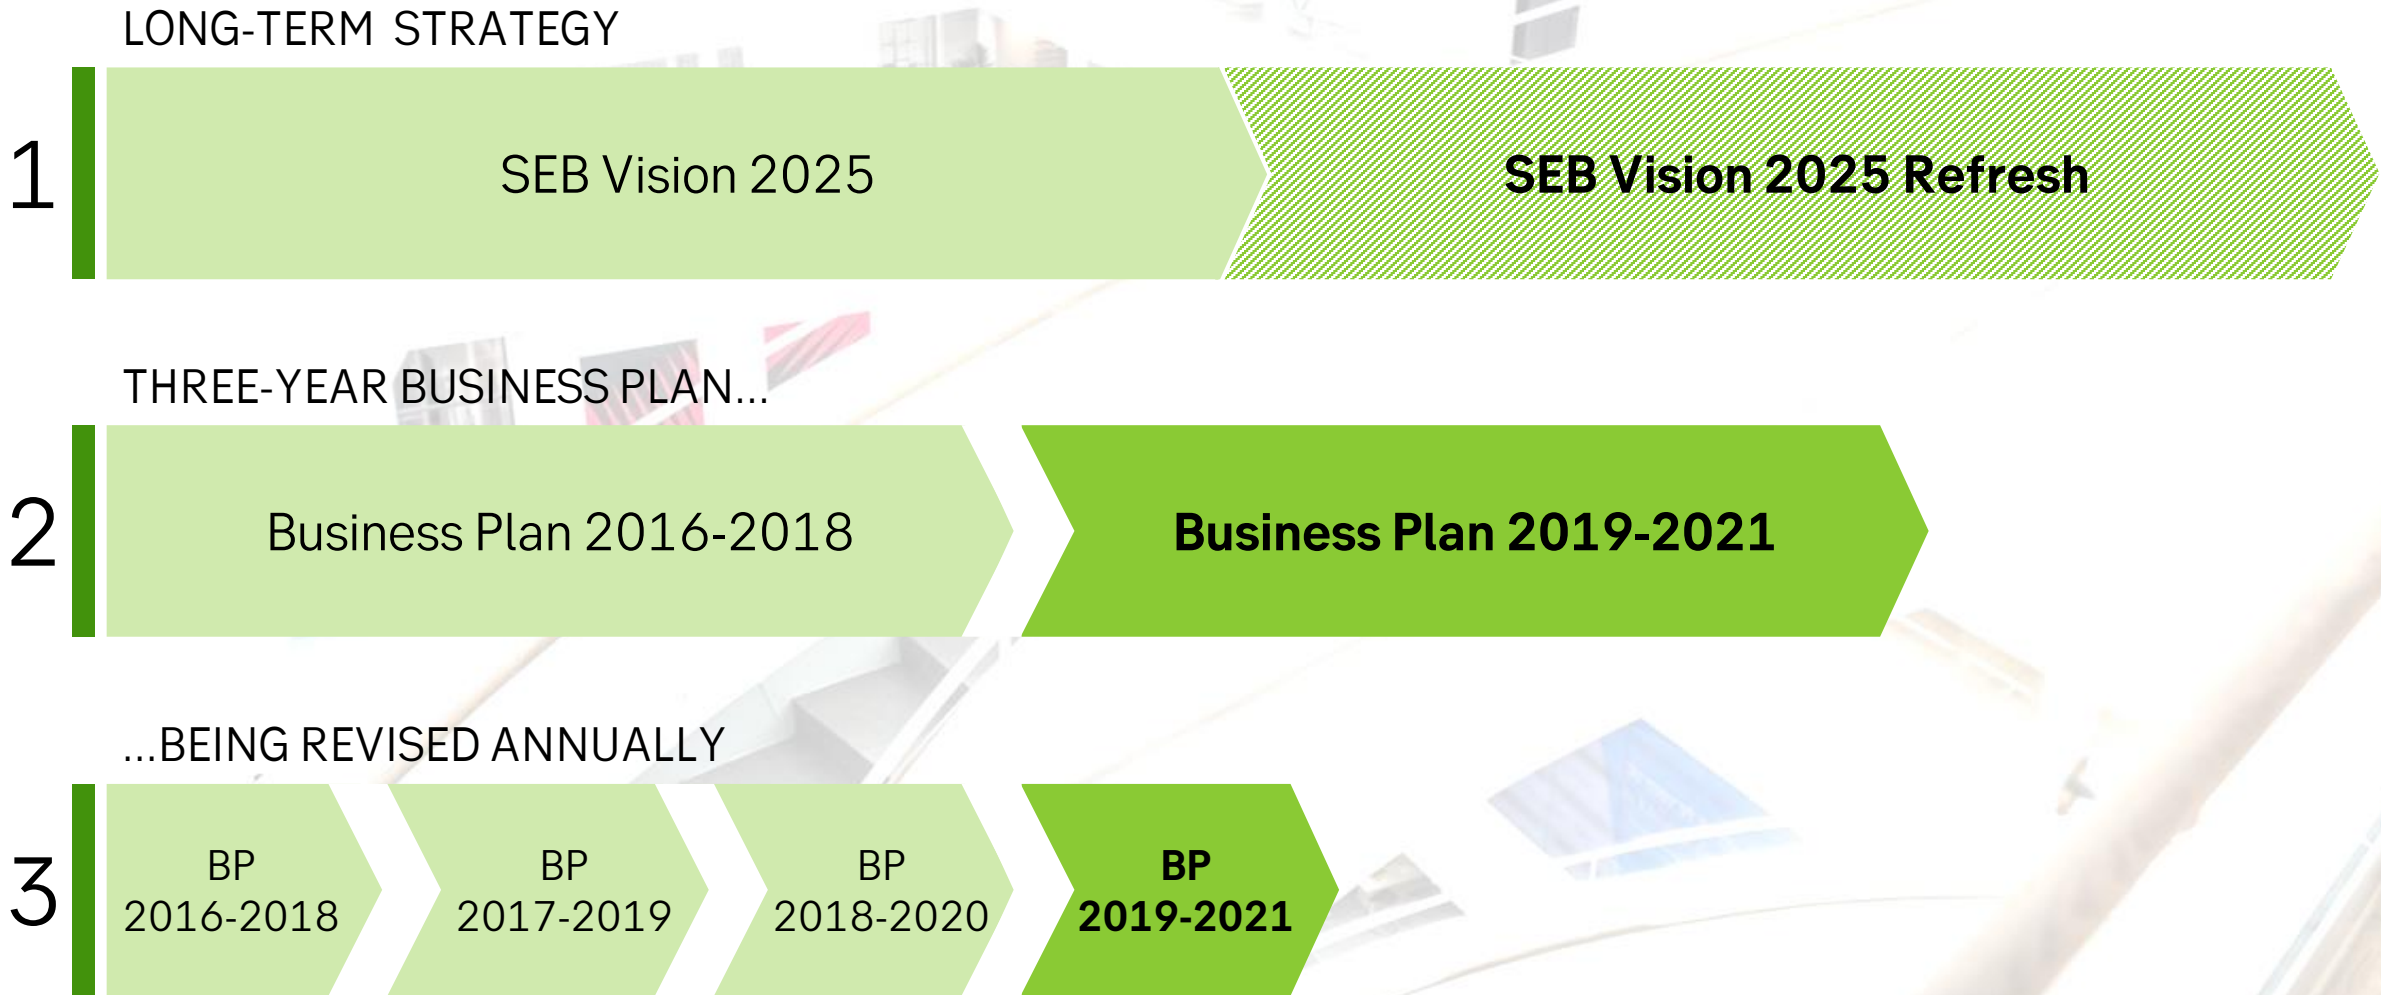 LONG-TERM STRATEGY
1
SEB Vision 2025
SEB Vision 2025 Refresh
THREE-YEAR BUSINESS PLAN...
2
Business Plan 2016-2018
Business Plan 2019-2021
...BEING REVISED ANNUALLY
3
BP
2016-2018
BP
2017-2019
BP
2018-2020
BP
2019-2021